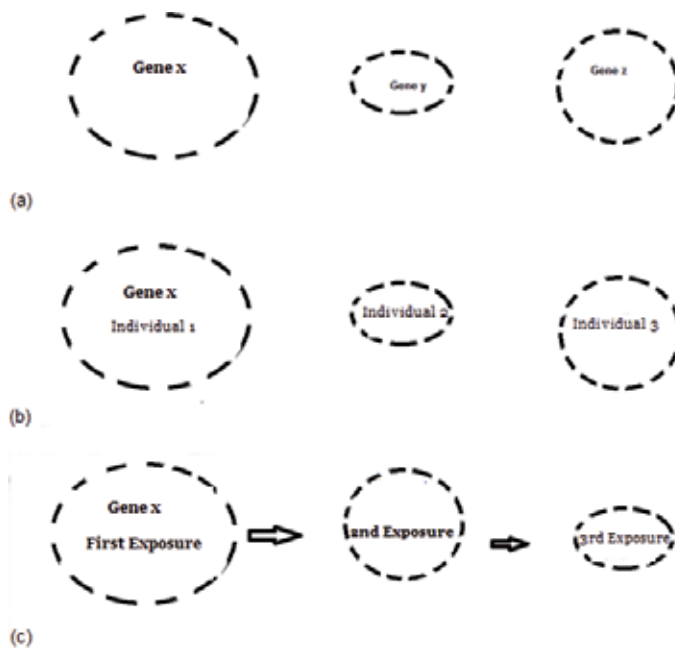 Gene x
Gene y
Gene z
(a)
Gene x
Individual 1
Individual 2
Individual 3
(b)
Gene x
First Exposure
2nd Exposure
3rd Exposure
(c)